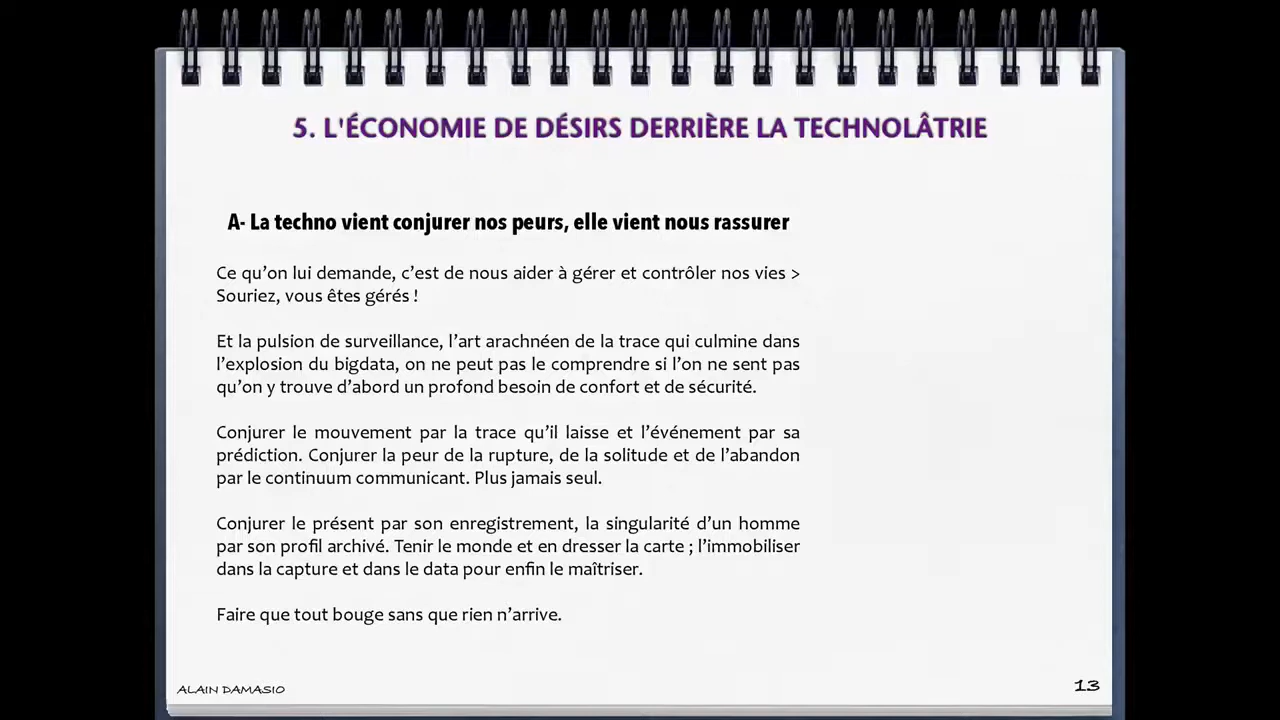 5. L'ÉCONOMIE DE DÉSIRS DERRIÈRE LA TECHNOLÂTRIE
A- La techno vient conjurer nos peurs, elle vient nous rassurer
Ce qu’on lui demande, c’est de nous aider à gérer et contrôler nos vies >
Souriez, vous êtes gérés !
Et la pulsion de surveillance, l’art arachnéen de la trace qui culmine dans
l’explosion du bigdata, on ne peut pas le comprendre si l’on ne sent pas
qu’on y trouve d’abord un profond besoin de confort et de sécurité.
Conjurer le mouvement par la trace qu’il laisse et l’événement par sa
prédiction. Conjurer la peur de la rupture, de la solitude et de l’abandon
par le continuum communicant. Plus jamais seul.
Conjurer le présent par son enregistrement, la singularité d’un homme
par son profil archivé. Tenir le monde et en dresser la carte ; l’immobiliser
dans la capture et dans le data pour enfin le maîtriser.
Faire que tout bouge sans que rien n’arrive.
ALAIN DAMASIO
13